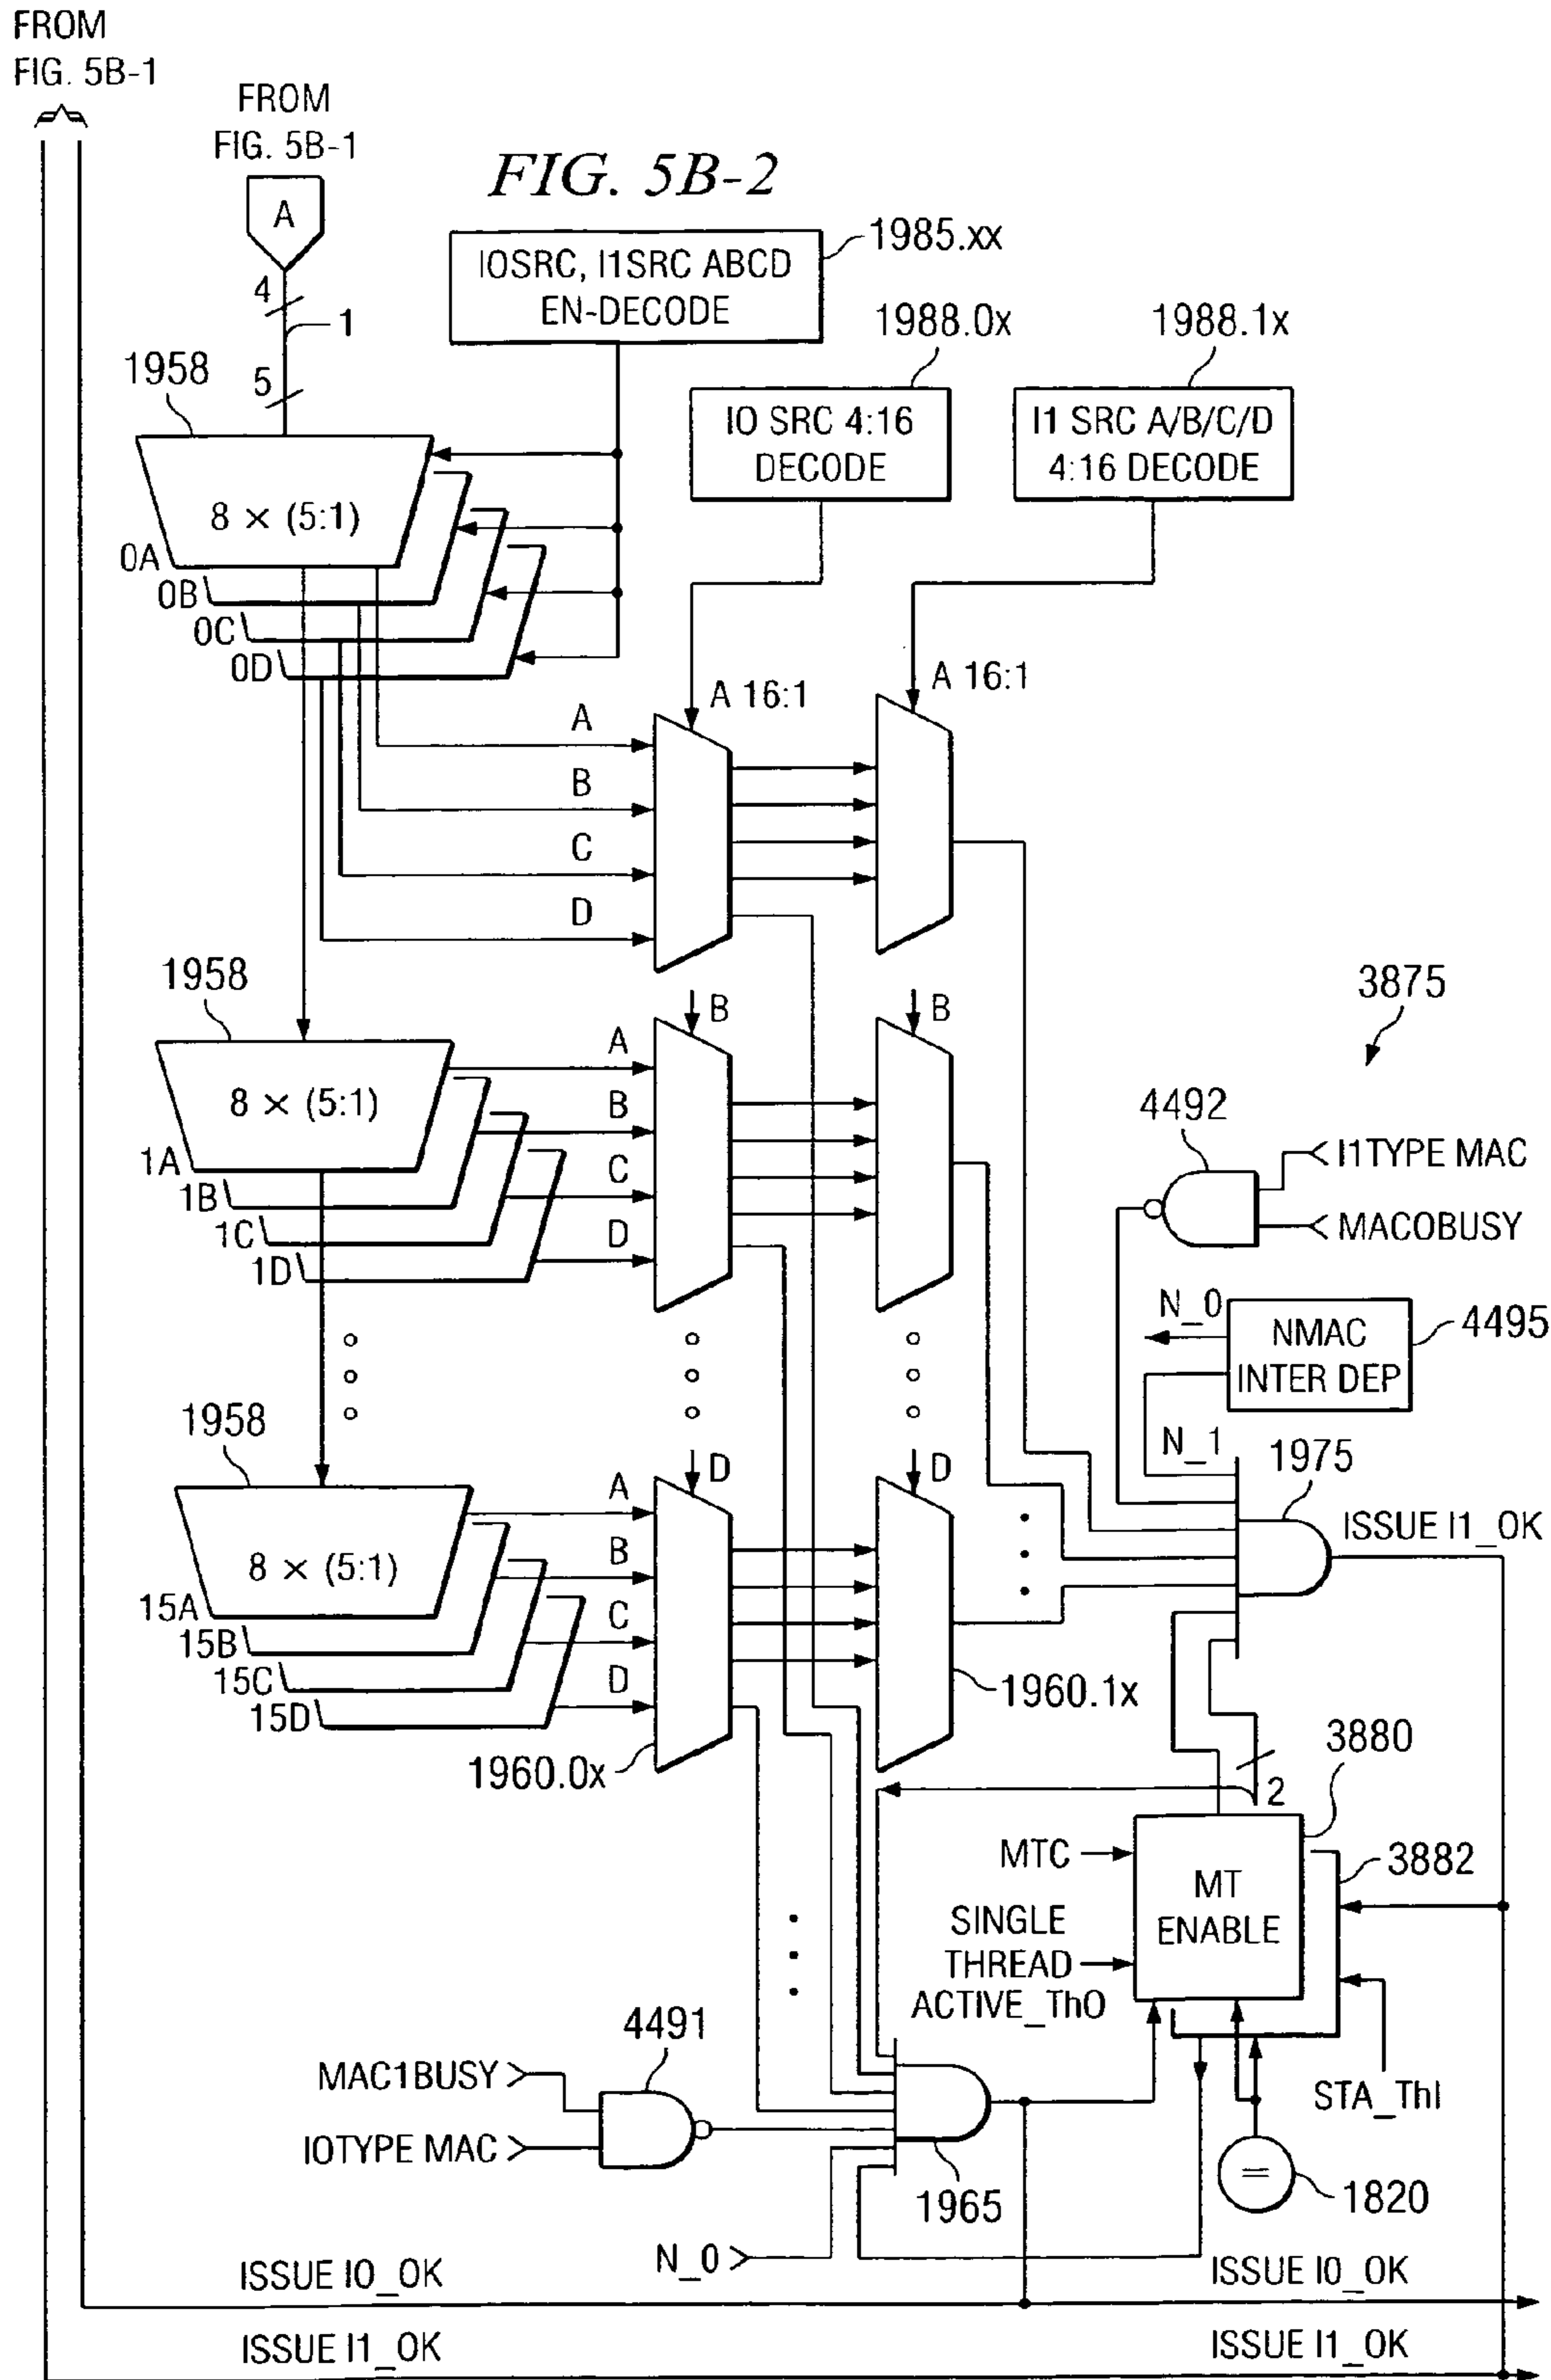 FROM
FIG. 5B-1
FROM
FIG. 5B-1
FIG. 5B-2
A
4
1
5
I0SRC, I1SRC ABCD
EN-DECODE
1985.xx
1988.0x
1988.1x
1958
I0 SRC 4:16
DECODE
I1 SRC A/B/C/D
4:16 DECODE
8 × (5:1)
0A
0B
0C
0D
A 16:1
A 16:1
A
B
C
D
1958
B
B
3875
8 × (5:1)
A
B
C
D
1A
1B
1C
1D
4492
I1TYPE MAC
MAC0BUSY
N_0
NMAC
INTER DEP
4495
1958
D
D
N_1
1975
ISSUE I1_OK
8 × (5:1)
A
B
C
D
15A
15B
15C
15D
1960.0x
1960.1x
2
3880
MTC
MT
ENABLE
3882
SINGLE
THREAD
ACTIVE_Th0
4491
MAC1BUSY
I0TYPE MAC
STA_ThI
1965
=
1820
N_0
ISSUE I0_OK
ISSUE I0_OK
ISSUE I1_OK
ISSUE I1_OK